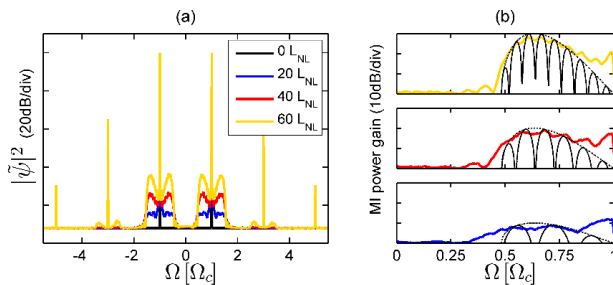 (a)
|ψ̃|² (20dB/div)
0 L_NL
20 L_NL
40 L_NL
60 L_NL
-4 -2 0 2 4
Ω [Ω_c]
(b)
MI power gain (10dB/div)
0 0.25 0.5 0.75 1
Ω [Ω_c]